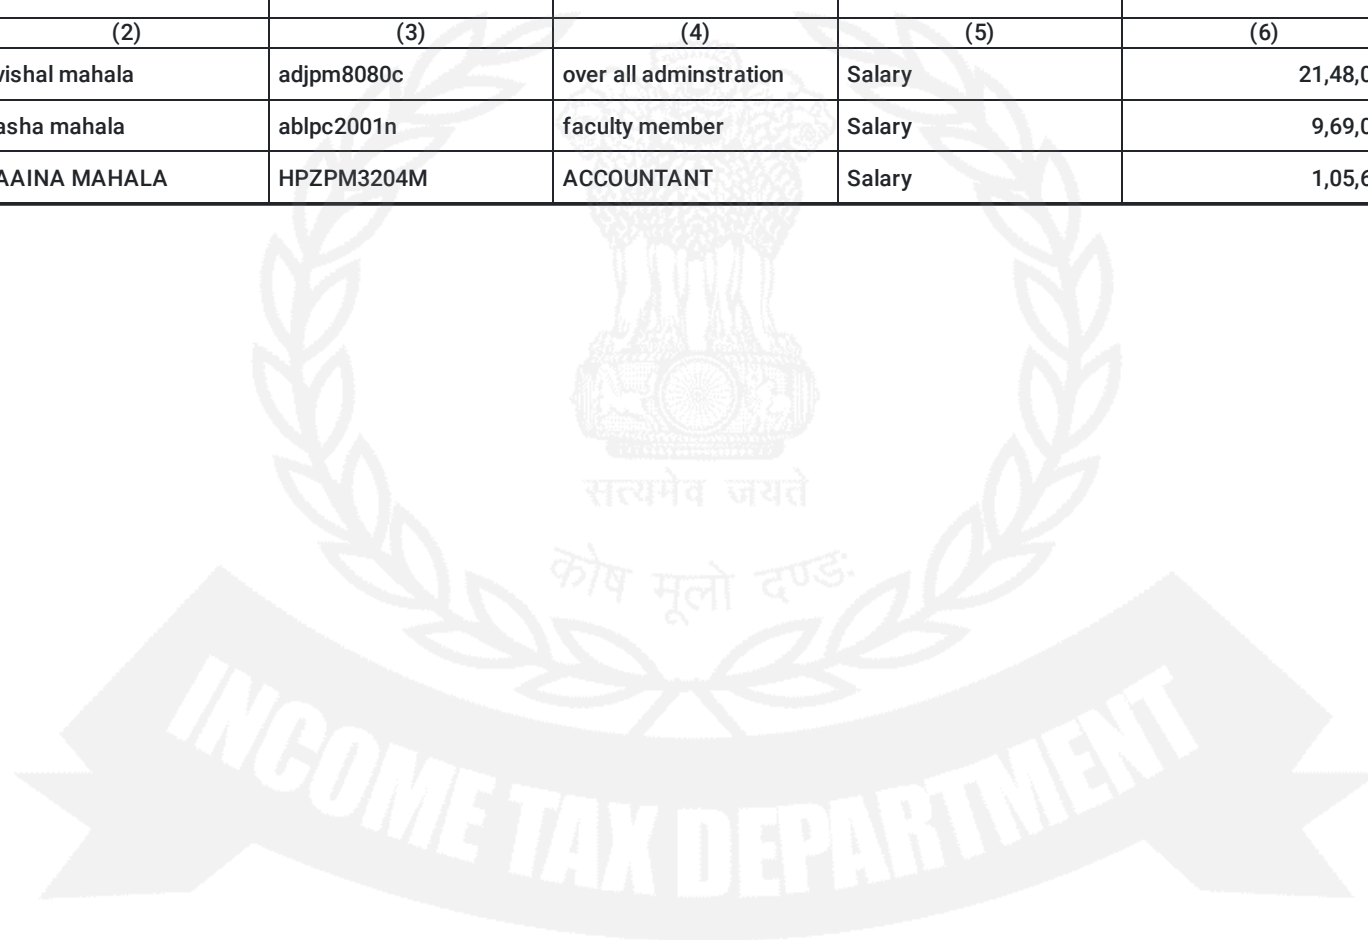 (2) (3) (4) (5) (6)
vishal mahala adjpm8080c over all adminstration Salary 21,48,0
asha mahala ablpc2001n faculty member Salary 9,69,0
AAINA MAHALA HPZPM3204M ACCOUNTANT Salary 1,05,6
सत्यमेव जयते
कोष मूलो दण्डः
INCOME TAX DEPARTMENT